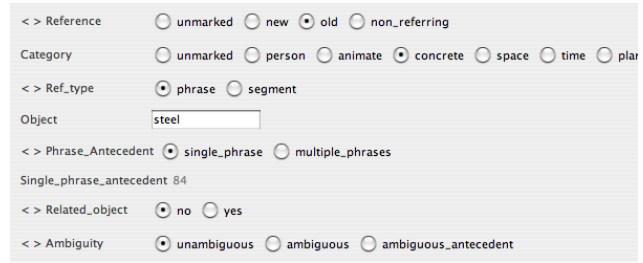 < > Reference unmarked new old non_referring
Category unmarked person animate concrete space time
< > Ref_type phrase segment
Object steel
< > Phrase_Antecedent single_phrase multiple_phrases
Single_phrase_antecedent 84
< > Related_object no yes
< > Ambiguity unambiguous ambiguous ambiguous_antecedent